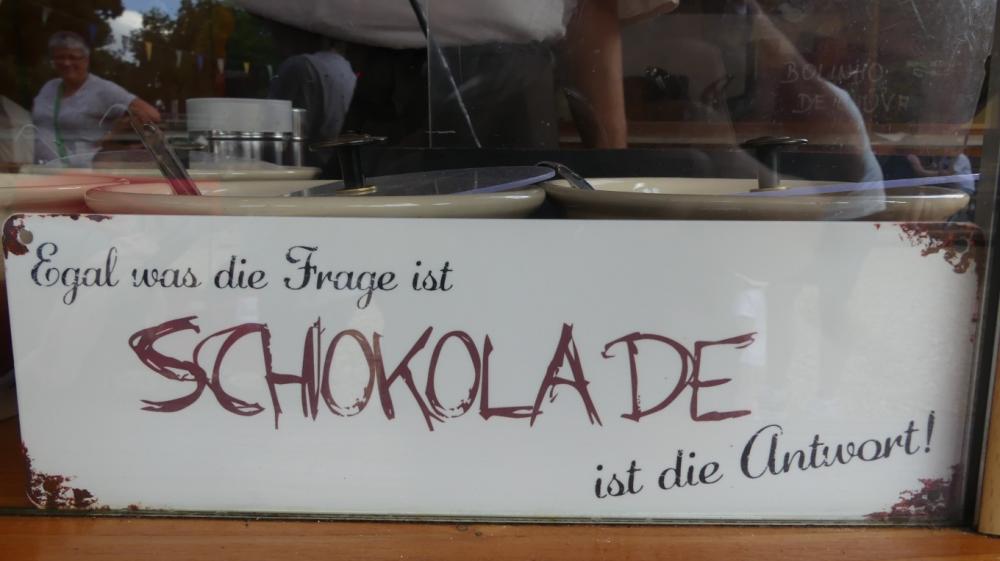 Egal was die Frage ist
SCHOKOLADE
ist die Antwort!